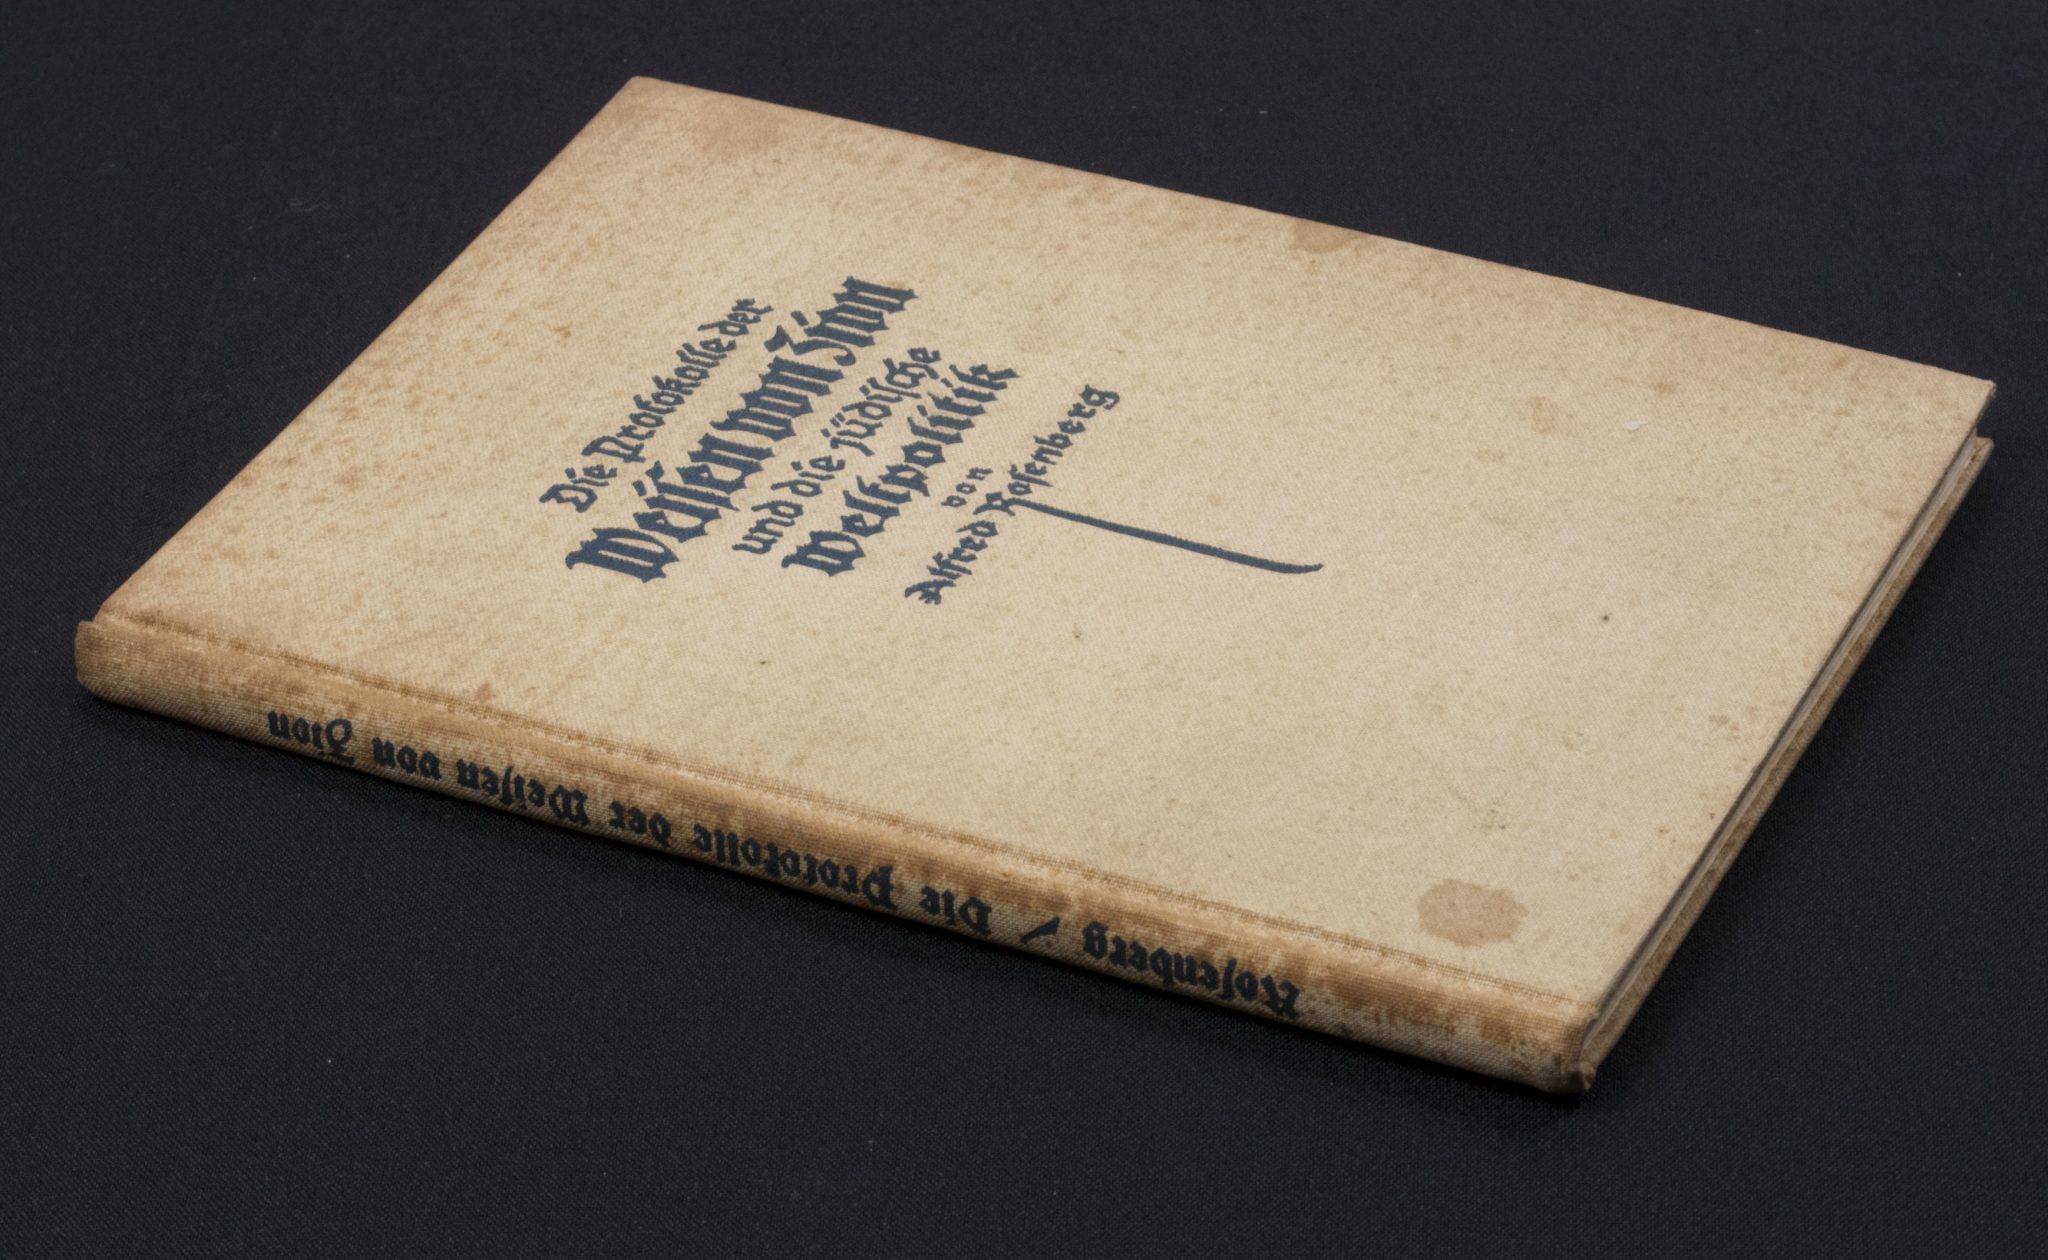 Die Protokolle der
Weisen von Zion
und die jüdische
Weltpolitik
von
Alfred Rosenberg
Rosenberg / Die Protokolle der Weisen von Zion